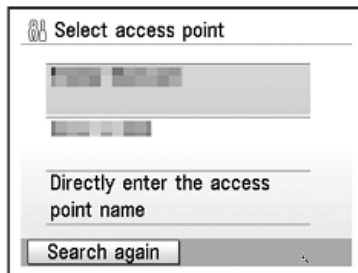 Select access point
Directly enter the access
point name
Search again